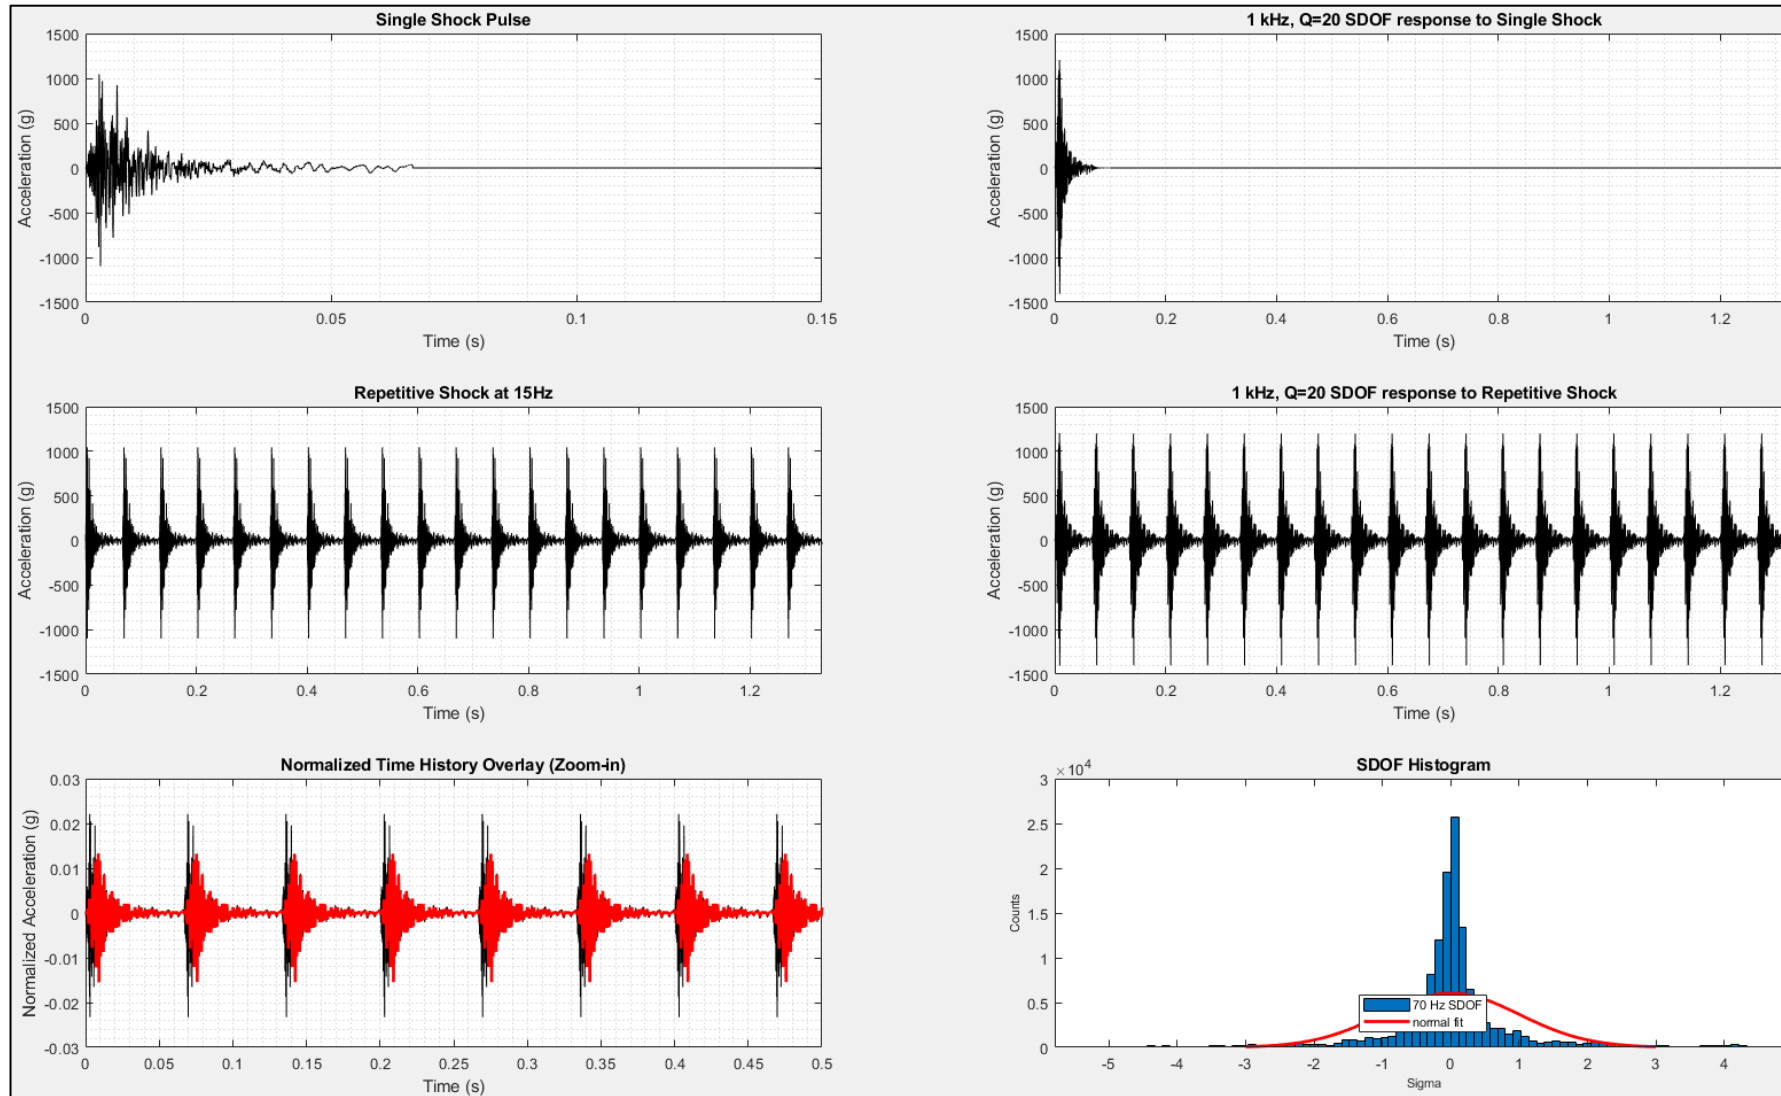 Single Shock Pulse
1500
1000
500
0
-500
-1000
-1500
Acceleration (g)
0 0.05 0.1 0.15
Time (s)
1 kHz, Q=20 SDOF response to Single Shock
1500
1000
500
0
-500
-1000
-1500
Acceleration (g)
0 0.2 0.4 0.6 0.8 1 1.2
Time (s)
Repetitive Shock at 15Hz
1500
1000
500
0
-500
-1000
-1500
Acceleration (g)
0 0.2 0.4 0.6 0.8 1 1.2
Time (s)
1 kHz, Q=20 SDOF response to Repetitive Shock
1500
1000
500
0
-500
-1000
-1500
Acceleration (g)
0 0.2 0.4 0.6 0.8 1 1.2
Time (s)
Normalized Time History Overlay (Zoom-in)
0.03
0.02
0.01
0
-0.01
-0.02
-0.03
Normalized Acceleration (g)
0 0.05 0.1 0.15 0.2 0.25 0.3 0.35 0.4 0.45 0.5
Time (s)
SDOF Histogram
×10⁴
3
2.5
2
1.5
1
0.5
0
Counts
70 Hz SDOF
normal fit
-5 -4 -3 -2 -1 0 1 2 3 4
Sigma